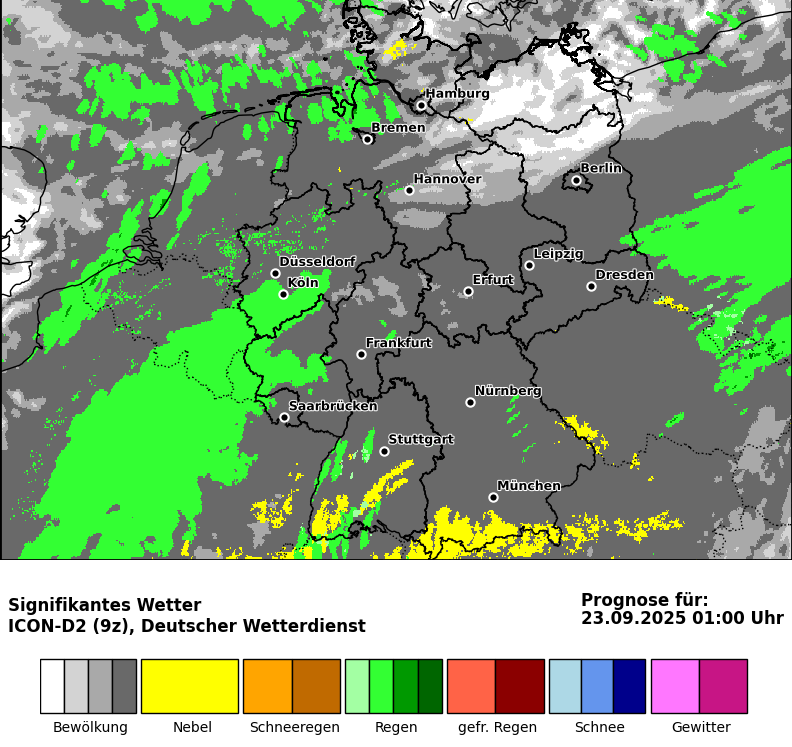 Hamburg
Bremen
Berlin
Hannover
Leipzig
Düsseldorf
Dresden
Köln
Erfurt
Frankfurt
Nürnberg
Saarbrücken
Stuttgart
München
Signifikantes Wetter
ICON-D2 (9z), Deutscher Wetterdienst
Prognose für:
23.09.2025 01:00 Uhr
Bewölkung
Nebel
Schneeregen
Regen
gefr. Regen
Schnee
Gewitter